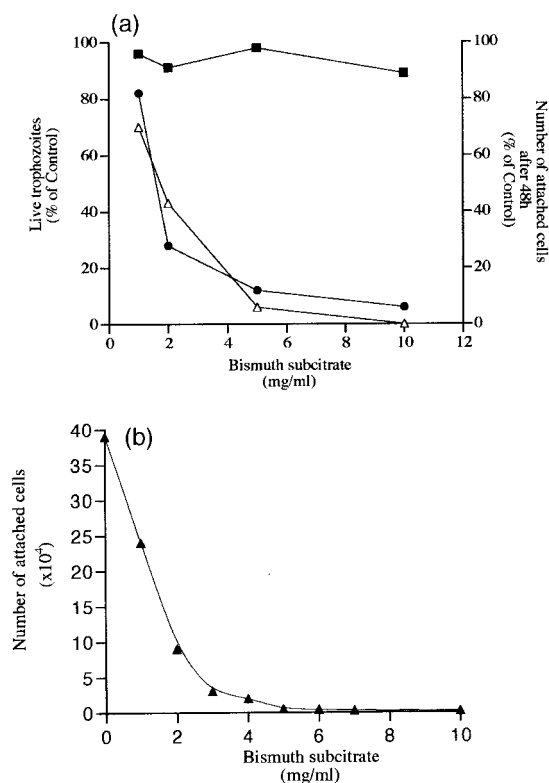 (a)
100
80
60
40
20
0
Live trophozoites
(% of Control)
100
80
60
40
20
0
Number of attached cells
after 48h
(% of Control)
0 2 4 6 8 10 12
Bismuth subcitrate
(mg/ml)
(b)
40
35
30
25
20
15
10
5
0
Number of attached cells
(x10⁴)
0 2 4 6 8 10
Bismuth subcitrate
(mg/ml)